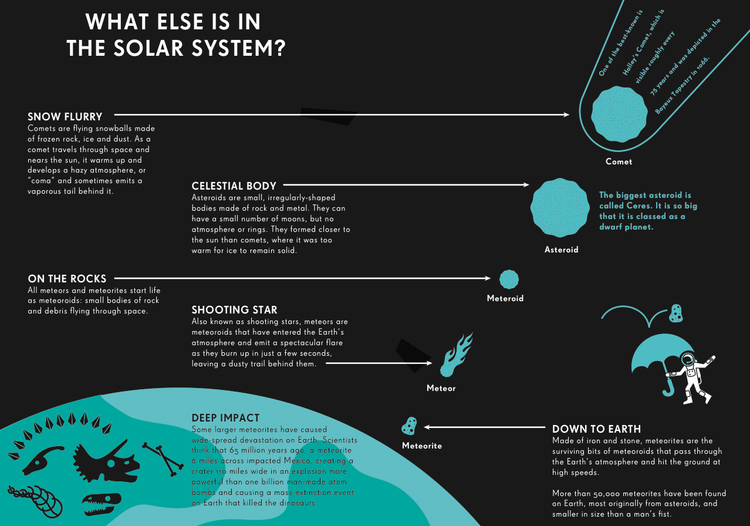 WHAT ELSE IS IN
THE SOLAR SYSTEM?
One of the best-known is
Halley's Comet, which is
visible roughly every
75 years and was depicted in the
Bayeux Tapestry in 1066.
Comet
SNOW FLURRY
Comets are flying snowballs made
of frozen rock, ice and dust. As a
comet travels through space and
nears the sun, it warms up and
develops a hazy atmosphere, or
"coma" and sometimes emits a
vaporous tail behind it.
CELESTIAL BODY
Asteroids are small, irregularly-shaped
bodies made of rock and metal. They can
have a small number of moons, but no
atmosphere or rings. They formed closer to
the sun than comets, where it was too
warm for ice to remain solid.
The biggest asteroid is
called Ceres. It is so big
that it is classed as a
dwarf planet.
Asteroid
ON THE ROCKS
All meteors and meteorites start life
as meteoroids: small bodies of rock
and debris flying through space.
Meteroid
SHOOTING STAR
Also known as shooting stars, meteors are
meteoroids that have entered the Earth's
atmosphere and emit a spectacular flare
as they burn up in just a few seconds,
leaving a dusty trail behind them.
Meteor
DEEP IMPACT
Some larger meteorites have caused
wide-spread devastation on Earth. Scientists
think that 65 million years ago, a meteorite
6 miles across impacted Mexico, creating a
crater 110 miles wide in an explosion more
powerful than one billion man-made atom
bombs and causing a mass-extinction event
on Earth that killed the dinosaurs.
Meteorite
DOWN TO EARTH
Made of iron and stone, meteorites are the
surviving bits of meteoroids that pass through
the Earth's atmosphere and hit the ground at
high speeds.
More than 50,000 meteorites have been found
on Earth, most originally from asteroids, and
smaller in size than a man's fist.